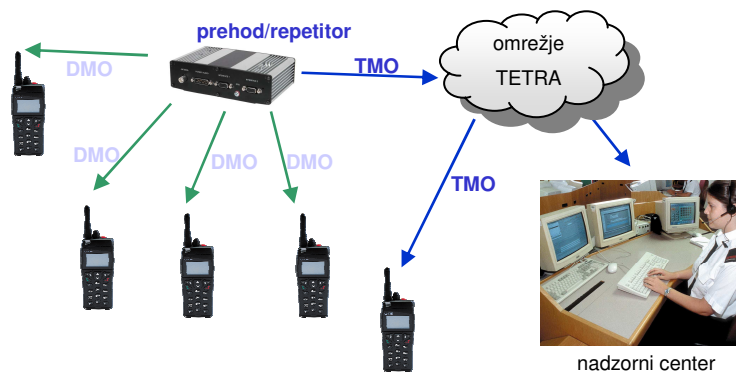 prehod/repetitor
omrežje
TETRA
DMO
TMO
DMO
DMO
DMO
TMO
nadzorni center